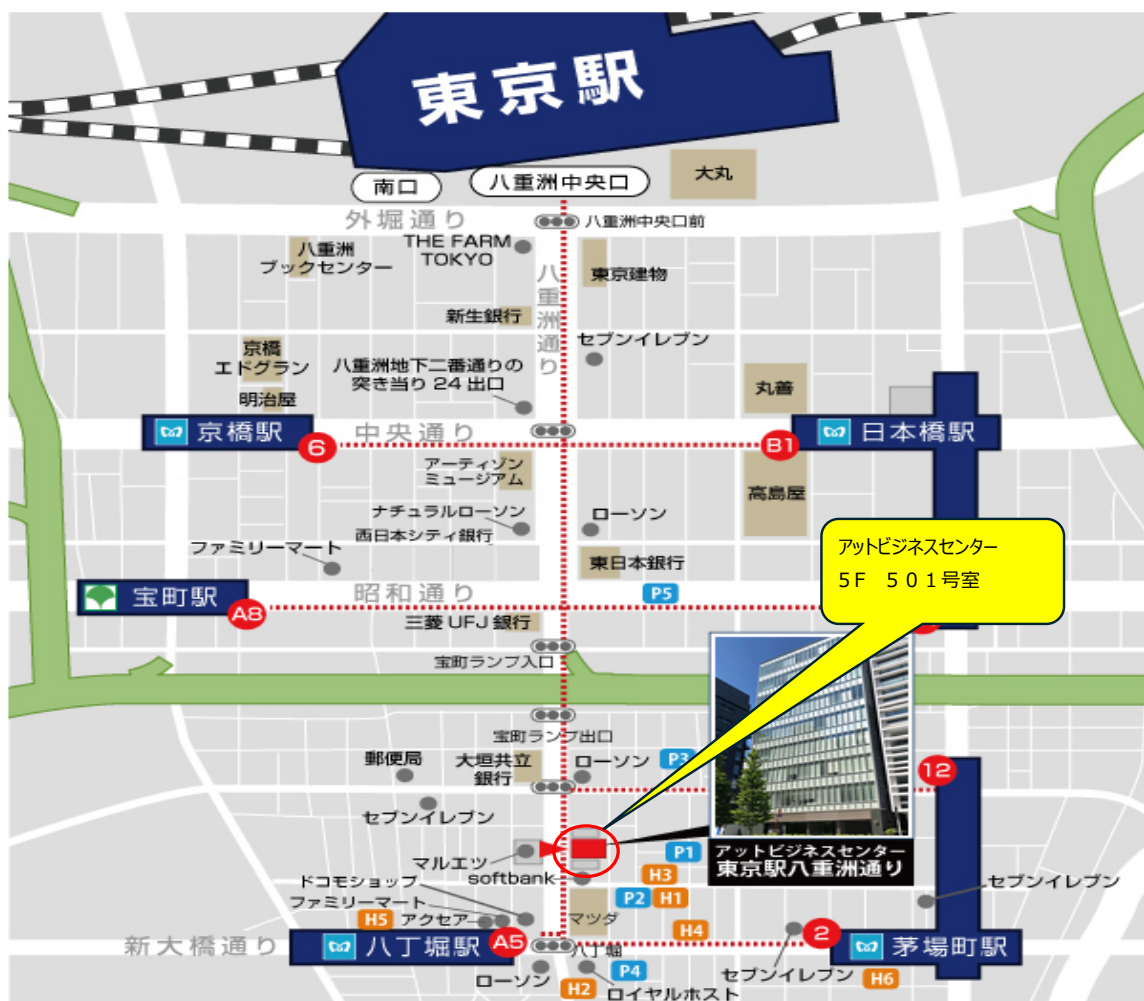 東京駅
南口
八重洲中央口
大丸
外堀通り
八重洲中央口前
八重洲
ブックセンター
THE FARM
TOKYO
八重洲通り
東京建物
新生銀行
セブンイレブン
京橋
エドグラン
八重洲地下二番通りの
突き当り 24 出口
明治屋
丸善
京橋駅
6
中央通り
B1
日本橋駅
アーティゾン
ミュージアム
高島屋
ナチュラルローソン
西日本シティ銀行
ローソン
ファミリーマート
東日本銀行
アットビジネスセンター
5F 501号室
宝町駅
A8
昭和通り
P5
三菱 UFJ 銀行
宝町ランプ入口
宝町ランプ出口
郵便局
大垣共立
銀行
ローソン
P3
12
セブンイレブン
マルエツ
softbank
P1
H3
アットビジネスセンター
東京駅八重洲通り
ドコモショップ
ファミリーマート
H5
アクセア
マツダ
P2
H1
H4
セブンイレブン
新大橋通り
八丁堀駅
A5
八丁堀
2
茅場町駅
ローソン
H2
P4
ロイヤルホスト
セブンイレブン
H6